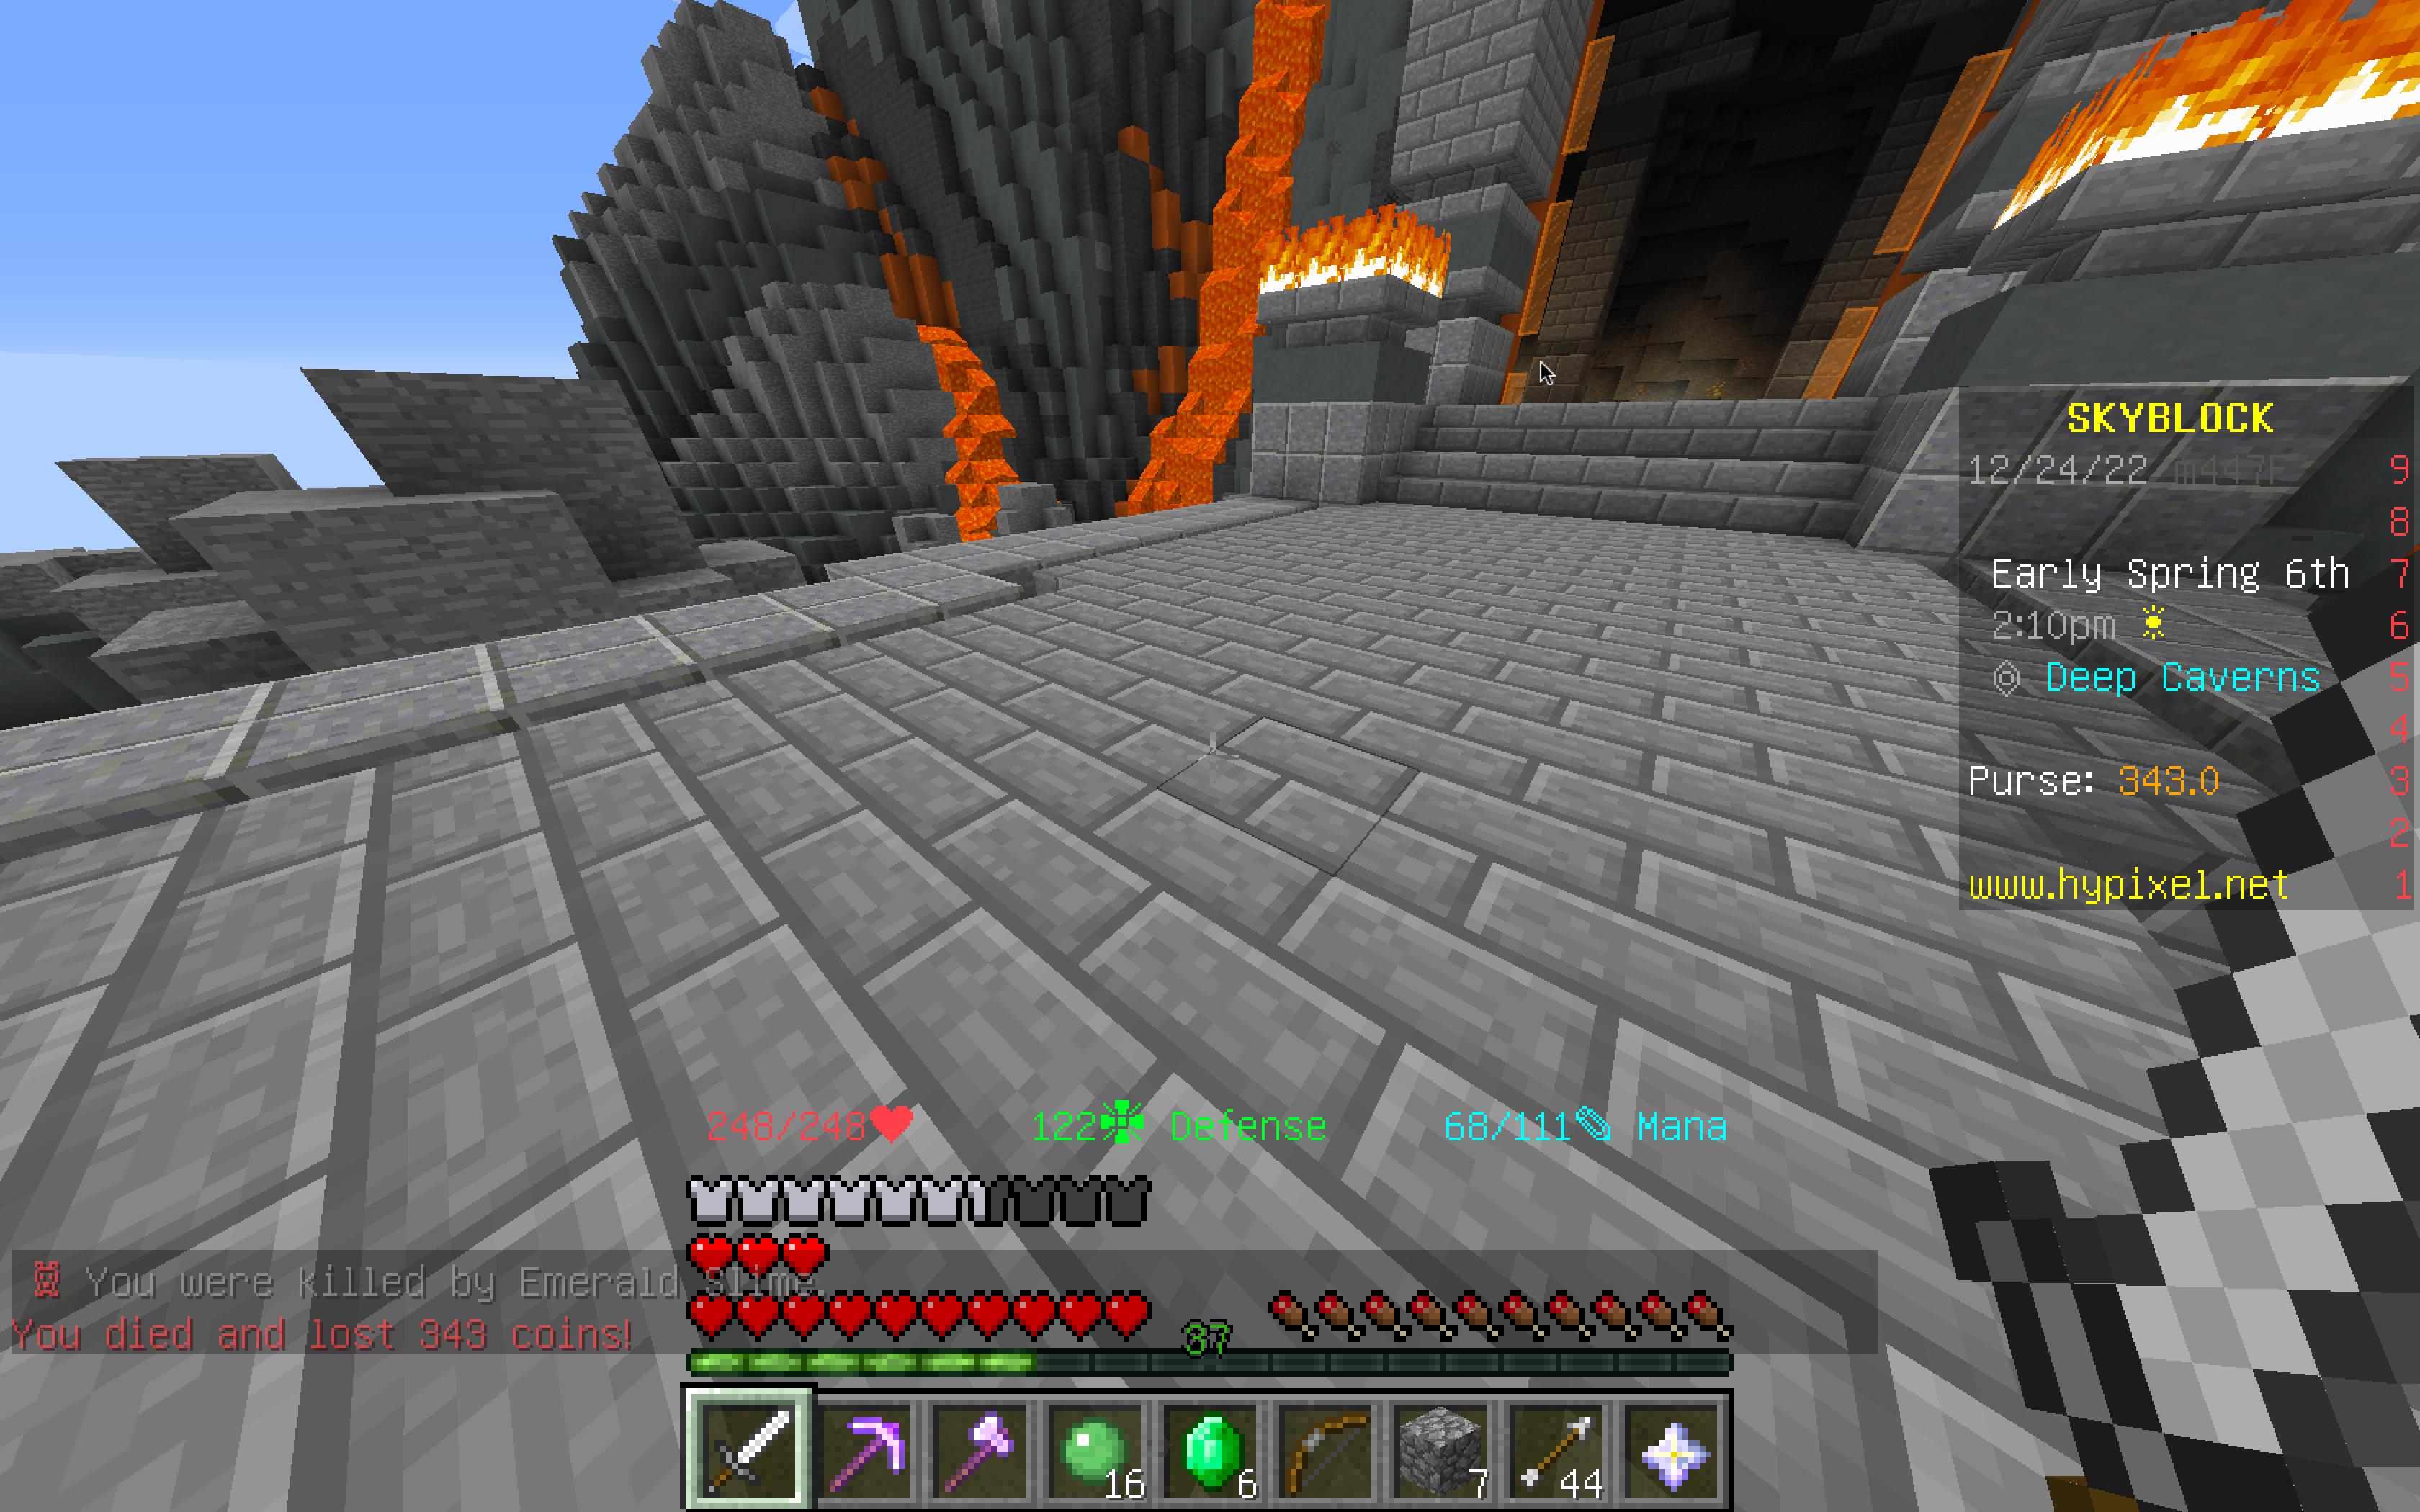 SKYBLOCK
12/24/22 m447F 9
8
Early Spring 6th 7
2:10pm 6
Deep Caverns 5
4
Purse: 343.0 3
2
www.hypixel.net 1
248/248 122 Defense 68/111 Mana
You were killed by Emerald Slime.
You died and lost 343 coins!
37
16 6 7 44